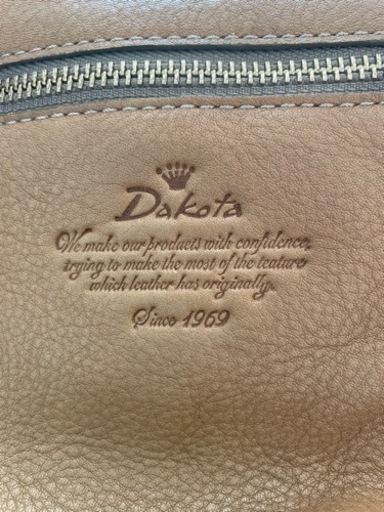 Dakota
We make our products with confidence,
trying to make the most of the teature
which leather has originally.
Since 1969